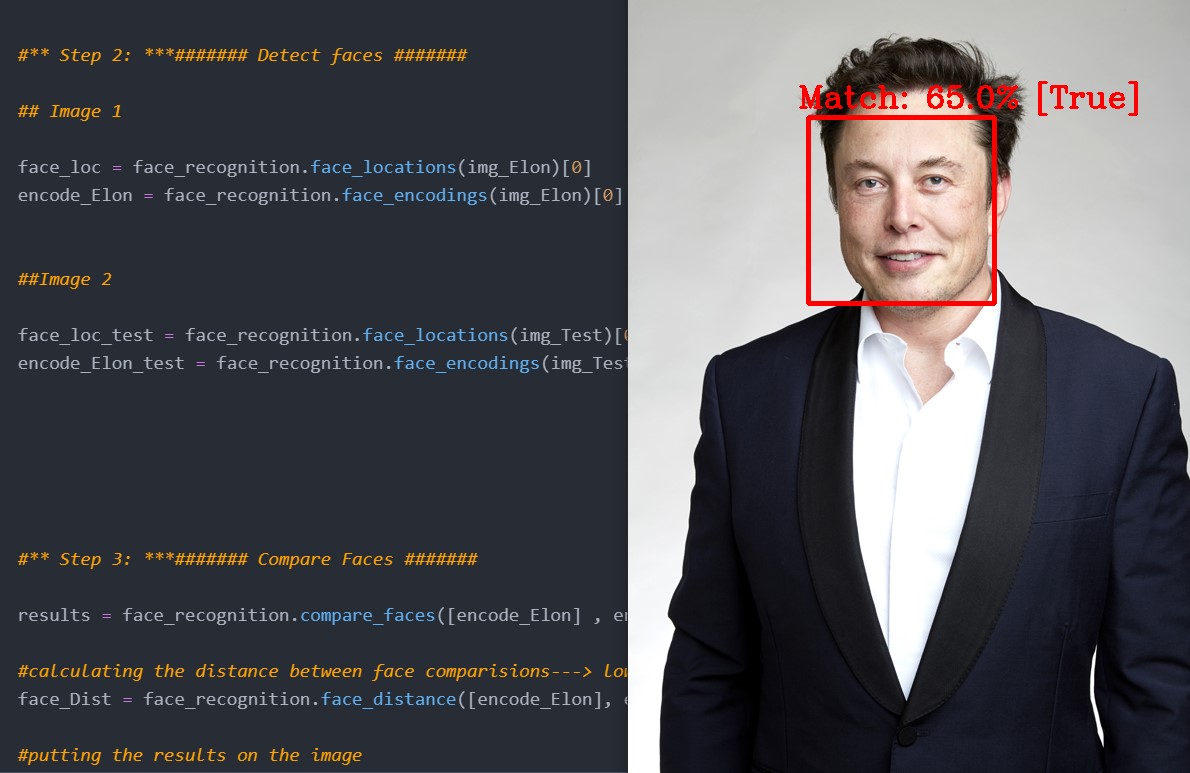 #** Step 2: ***####### Detect faces #######
## Image 1
face_loc = face_recognition.face_locations(img_Elon)[0]
encode_Elon = face_recognition.face_encodings(img_Elon)[0]
##Image 2
face_loc_test = face_recognition.face_locations(img_Test)[
encode_Elon_test = face_recognition.face_encodings(img_Test
#** Step 3: ***####### Compare Faces #######
results = face_recognition.compare_faces([encode_Elon] ,
#calculating the distance between face comparisions--->
face_Dist = face_recognition.face_distance([encode_Elon],
#putting the results on the image
Match: 65.0% [True]